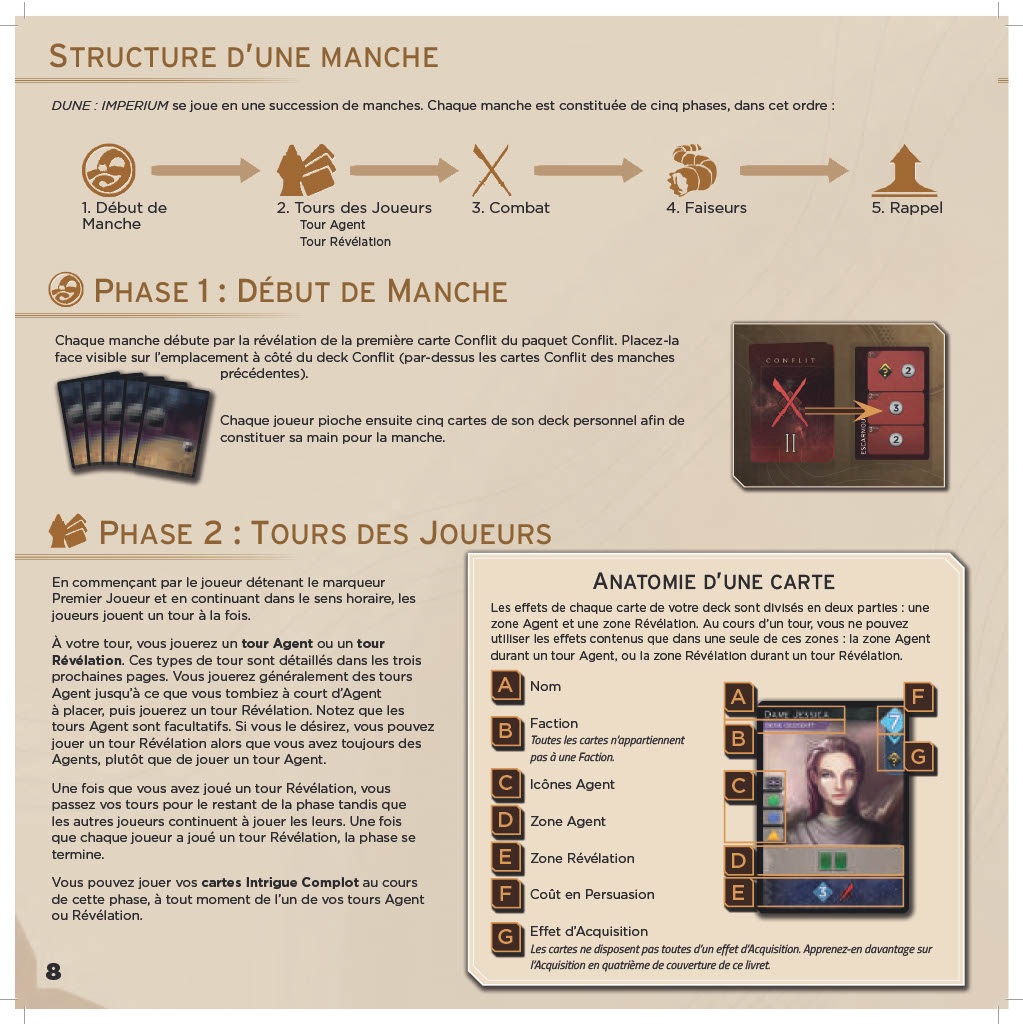 STRUCTURE D'UNE MANCHE
DUNE : IMPERIUM se joue en une succession de manches. Chaque manche est constituée de cinq phases, dans cet ordre :
1. Début de
Manche
2. Tours des Joueurs
Tour Agent
Tour Révélation
3. Combat
4. Faiseurs
5. Rappel
PHASE 1 : DÉBUT DE MANCHE
Chaque manche débute par la révélation de la première carte Conflit du paquet Conflit. Placez-la
face visible sur l'emplacement à côté du deck Conflit (par-dessus les cartes Conflit des manches
précédentes).
Chaque joueur pioche ensuite cinq cartes de son deck personnel afin de
constituer sa main pour la manche.
CONFLIT
II
1
?
2
2
3
3
2
PHASE 2 : TOURS DES JOUEURS
En commençant par le joueur détenant le marqueur
Premier Joueur et en continuant dans le sens horaire, les
joueurs jouent un tour à la fois.
À votre tour, vous jouerez un tour Agent ou un tour
Révélation. Ces types de tour sont détaillés dans les trois
prochaines pages. Vous jouerez généralement des tours
Agent jusqu'à ce que vous tombiez à court d'Agent
à placer, puis jouerez un tour Révélation. Notez que les
tours Agent sont facultatifs. Si vous le désirez, vous pouvez
jouer un tour Révélation alors que vous avez toujours des
Agents, plutôt que de jouer un tour Agent.
Une fois que vous avez joué un tour Révélation, vous
passez vos tours pour le restant de la phase tandis que
les autres joueurs continuent à jouer les leurs. Une fois
que chaque joueur a joué un tour Révélation, la phase se
termine.
Vous pouvez jouer vos cartes Intrigue Complot au cours
de cette phase, à tout moment de l'un de vos tours Agent
ou Révélation.
8
ANATOMIE D'UNE CARTE
Les effets de chaque carte de votre deck sont divisés en deux parties : une
zone Agent et une zone Révélation. Au cours d'un tour, vous ne pouvez
utiliser les effets contenus que dans une seule de ces zones : la zone Agent
durant un tour Agent, ou la zone Révélation durant un tour Révélation.
A Nom
B Faction
Toutes les cartes n'appartiennent
pas à une Faction.
C Icônes Agent
D Zone Agent
E Zone Révélation
F Coût en Persuasion
G Effet d'Acquisition
Les cartes ne disposent pas toutes d'un effet d'Acquisition. Apprenez-en davantage sur
l'Acquisition en quatrième de couverture de ce livret.
A
DAME JESSICA
7
F
B
?
G
C
D
E
3